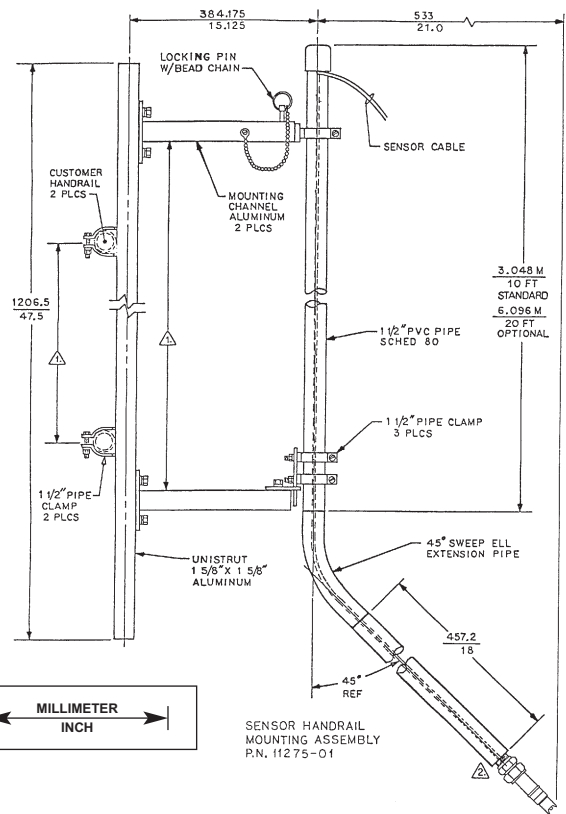 384.175
15.125
533
21.0
LOCKING PIN
W/BEAD CHAIN
SENSOR CABLE
CUSTOMER
HANDRAIL
2 PLCS
MOUNTING
CHANNEL
ALUMINUM
2 PLCS
3.048 M
10 FT
STANDARD
6.096 M
20 FT
OPTIONAL
1206.5
47.5
1.
1.
1 1/2" PVC PIPE
SCHED 80
1 1/2" PIPE CLAMP
3 PLCS
1 1/2" PIPE
CLAMP
2 PLCS
UNISTRUT
1 5/8" X 1 5/8"
ALUMINUM
45° SWEEP ELL
EXTENSION PIPE
457.2
18
45°
REF
MILLIMETER
INCH
SENSOR HANDRAIL
MOUNTING ASSEMBLY
P.N. 11275-01
2.